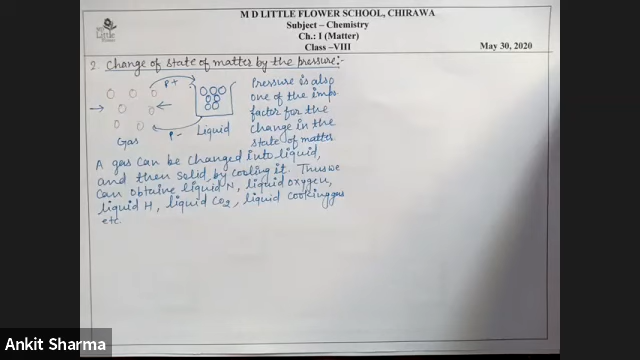 M D LITTLE FLOWER SCHOOL, CHIRAWA
Subject – Chemistry
Ch.: I (Matter)
Class –VIII
May 30, 2020
2. Change of state of matter by the pressure:-
P+
P-
Gas
Liquid
Pressure is also
one of the imp.
factor for the
change in the
state of matter
A gas can be changed into liquid,
and then solid by cooling it. Thus we
can obtaine liquid N, liquid oxygen,
liquid H, liquid CO2, liquid cooking gas
etc.
Ankit Sharma